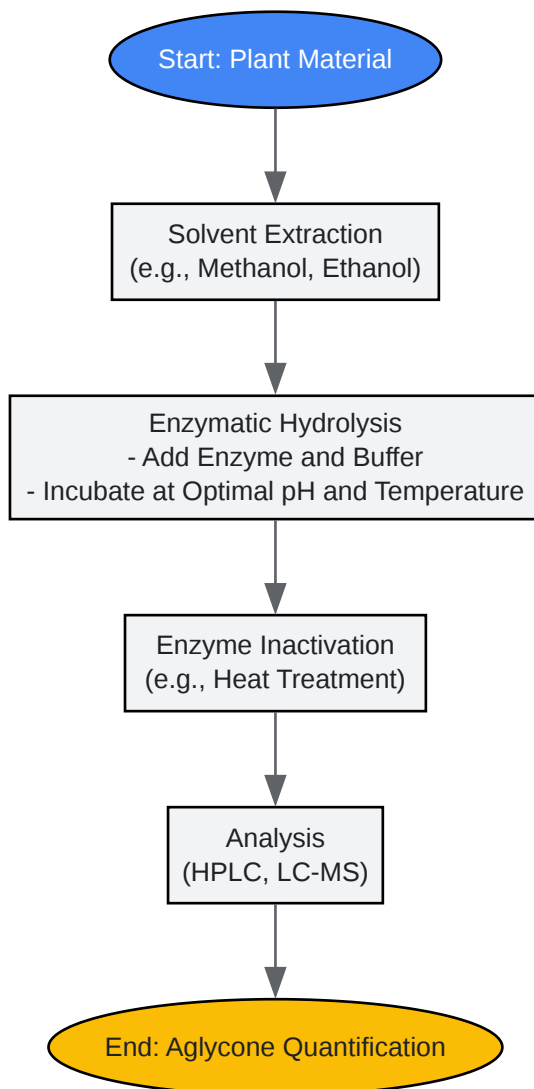 Start: Plant Material
Solvent Extraction
(e.g., Methanol, Ethanol)
Enzymatic Hydrolysis
- Add Enzyme and Buffer
- Incubate at Optimal pH and Temperature
Enzyme Inactivation
(e.g., Heat Treatment)
Analysis
(HPLC, LC-MS)
End: Aglycone Quantification